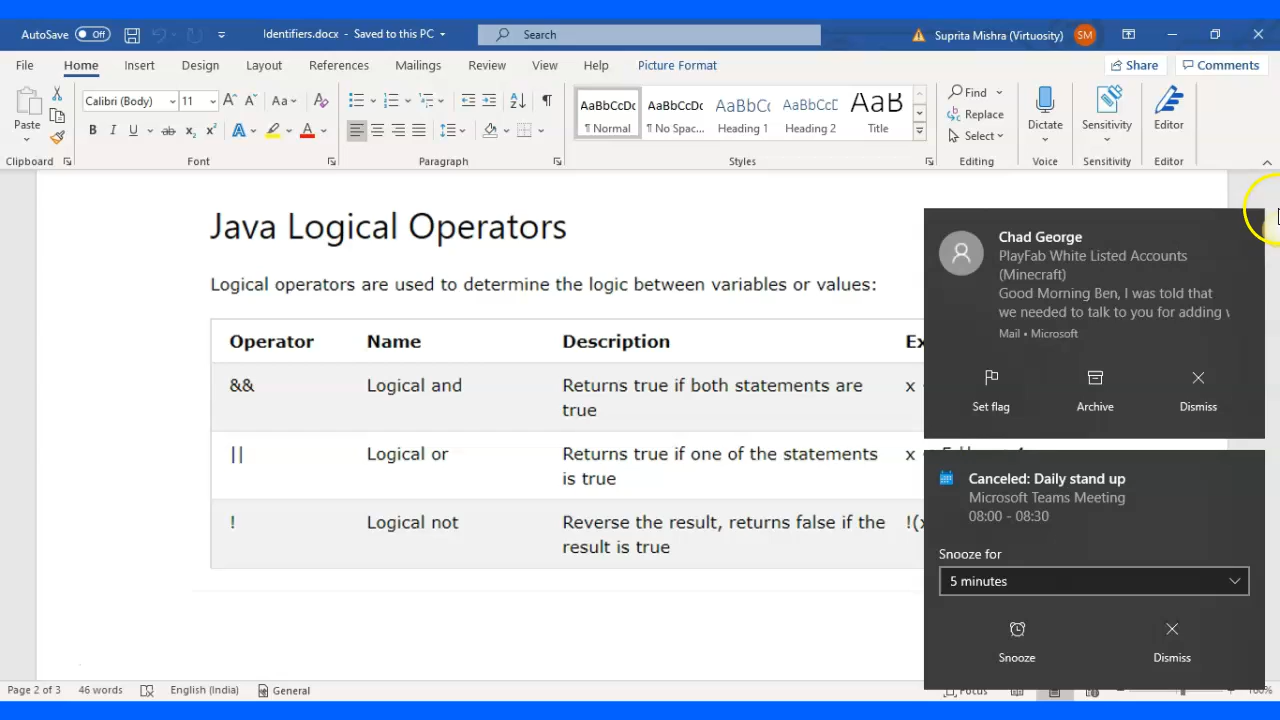 AutoSave Off Identifiers.docx - Saved to this PC Search Suprita Mishra (Virtuosity) SM
File Home Insert Design Layout References Mailings Review View Help Picture Format Share Comments
Paste Calibri (Body) 11 Aa AaBbCcDc AaBbCcDc AaBbCc AaBbCcD AaB Find Dictate Sensitivity Editor
B I U ab x₂ x² A A ¶ Normal ¶ No Spac... Heading 1 Heading 2 Title Replace
Select
Clipboard Font Paragraph Styles Editing Voice Sensitivity Editor
Java Logical Operators
Logical operators are used to determine the logic between variables or values:
Operator Name Description Ex
&& Logical and Returns true if both statements are
true
x
|| Logical or Returns true if one of the statements
is true
x
! Logical not Reverse the result, returns false if the
result is true
!(x
Chad George
PlayFab White Listed Accounts
(Minecraft)
Good Morning Ben, I was told that
we needed to talk to you for adding
Mail • Microsoft
Set flag Archive Dismiss
Canceled: Daily stand up
Microsoft Teams Meeting
08:00 - 08:30
Snooze for
5 minutes
Snooze Dismiss
Page 2 of 3 46 words English (India) General Focus 100%